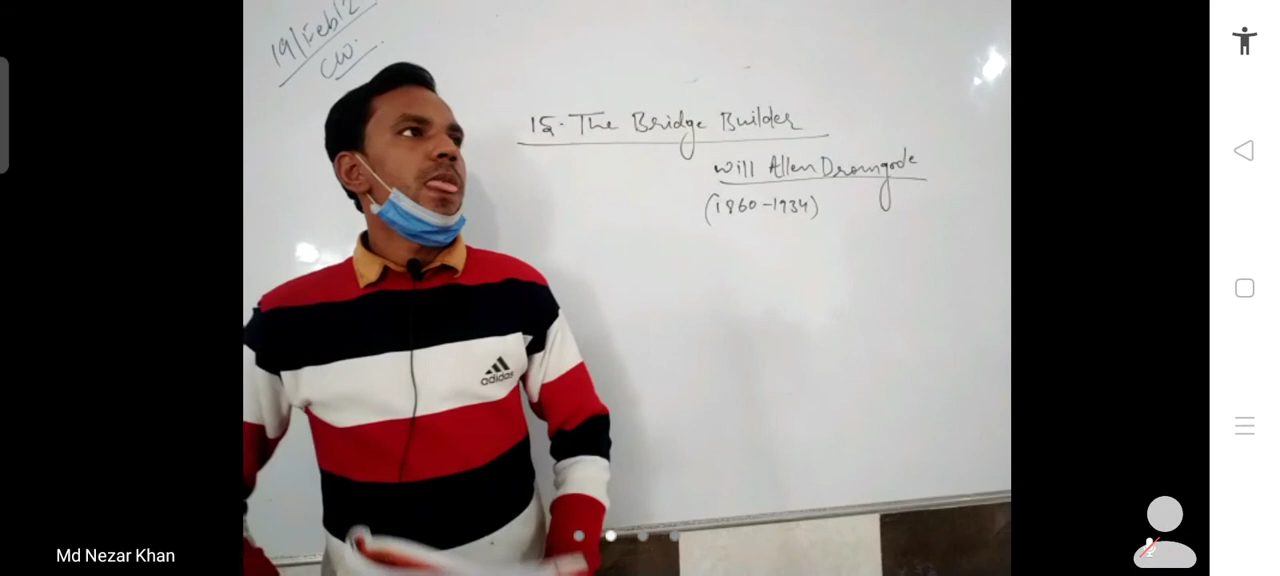 19/Feb/2
CW.
15. The Bridge Builder
Will Allen Dromgoole
(1860-1934)
adidas
Md Nezar Khan